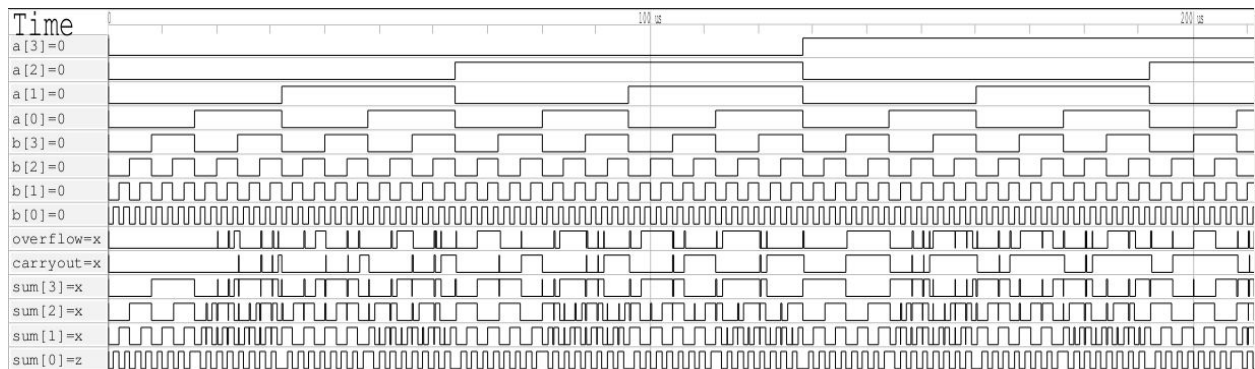 Time
0 100 us 200 us
a[3]=0
a[2]=0
a[1]=0
a[0]=0
b[3]=0
b[2]=0
b[1]=0
b[0]=0
overflow=x
carryout=x
sum[3]=x
sum[2]=x
sum[1]=x
sum[0]=z